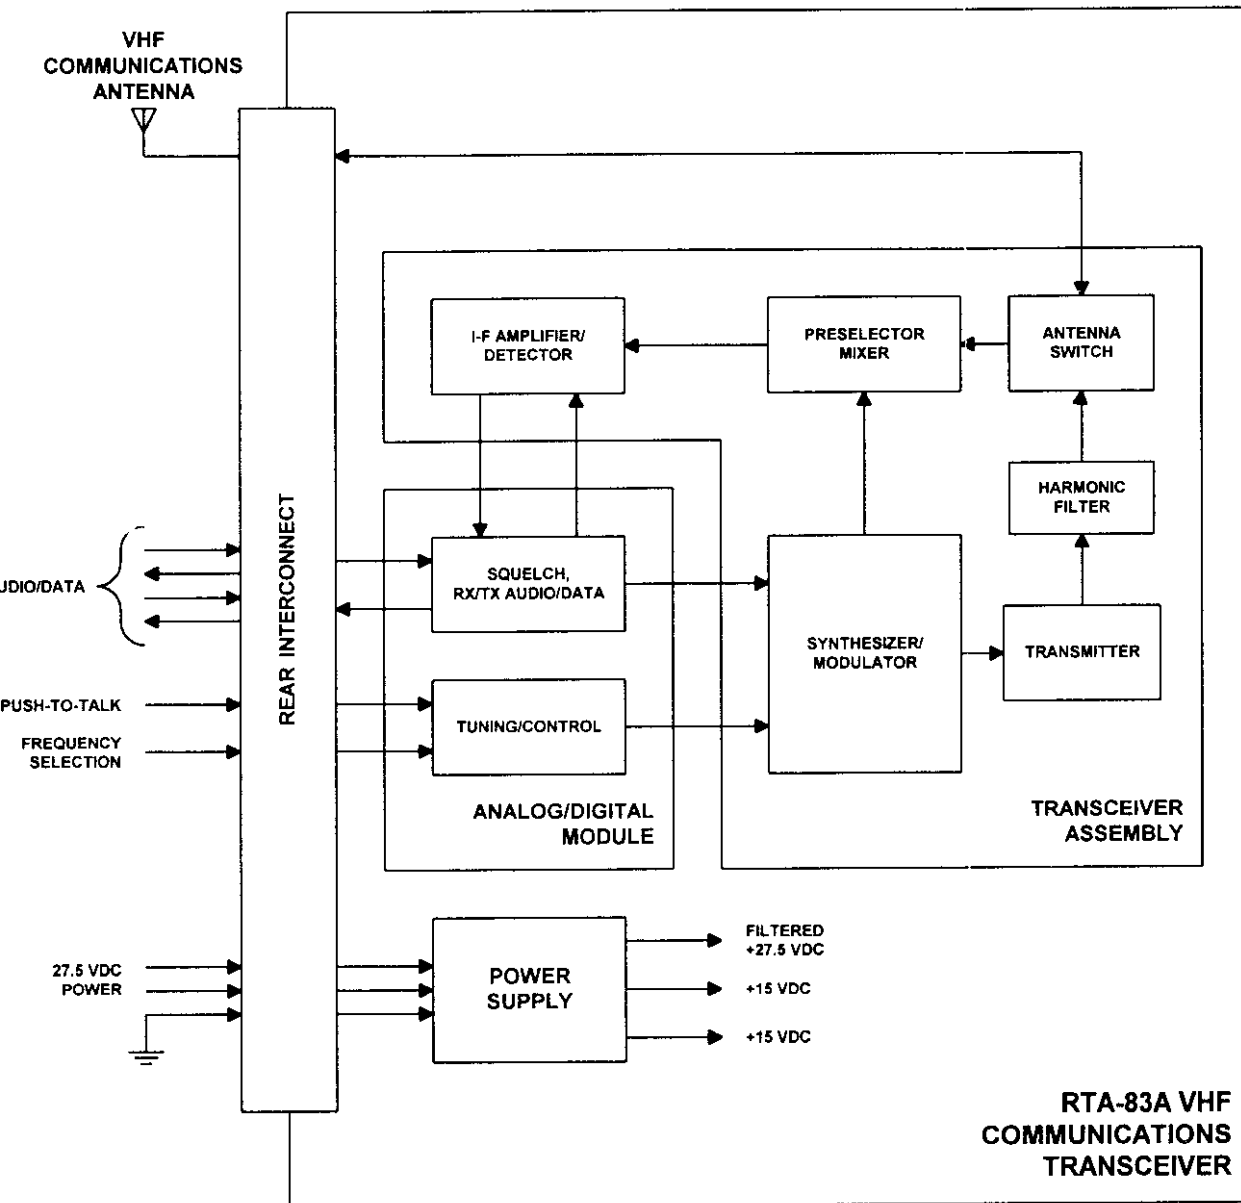 VHF
COMMUNICATIONS
ANTENNA
I-F AMPLIFIER/
DETECTOR
PRESELECTOR
MIXER
ANTENNA
SWITCH
HARMONIC
FILTER
REAR INTERCONNECT
UDIO/DATA
SQUELCH,
RX/TX AUDIO/DATA
SYNTHESIZER/
MODULATOR
TRANSMITTER
PUSH-TO-TALK
FREQUENCY
SELECTION
TUNING/CONTROL
ANALOG/DIGITAL
MODULE
TRANSCEIVER
ASSEMBLY
27.5 VDC
POWER
POWER
SUPPLY
FILTERED
+27.5 VDC
+15 VDC
+15 VDC
RTA-83A VHF
COMMUNICATIONS
TRANSCEIVER